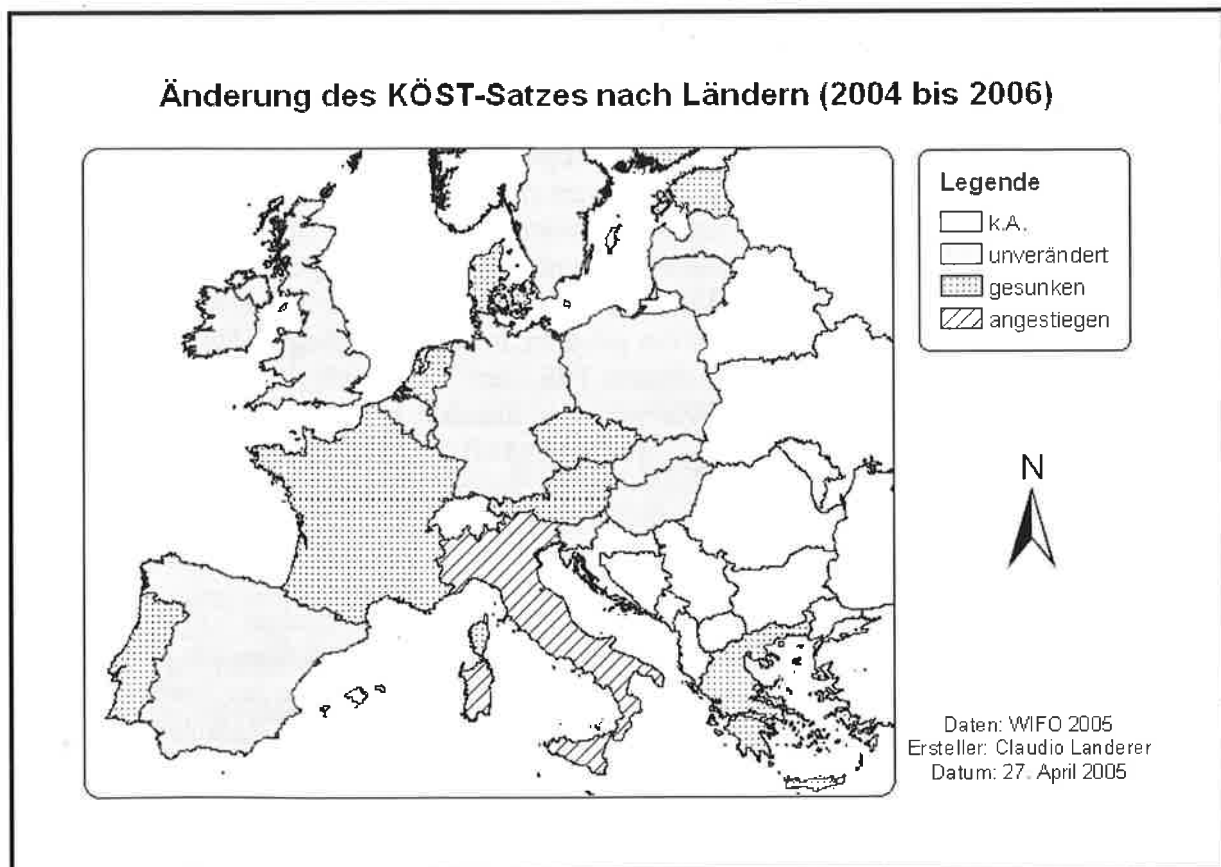 Änderung des KÖST-Satzes nach Ländern (2004 bis 2006)
Legende
k.A.
unverändert
gesunken
angestiegen
N
Daten: WIFO 2005
Ersteller: Claudio Landerer
Datum: 27. April 2005